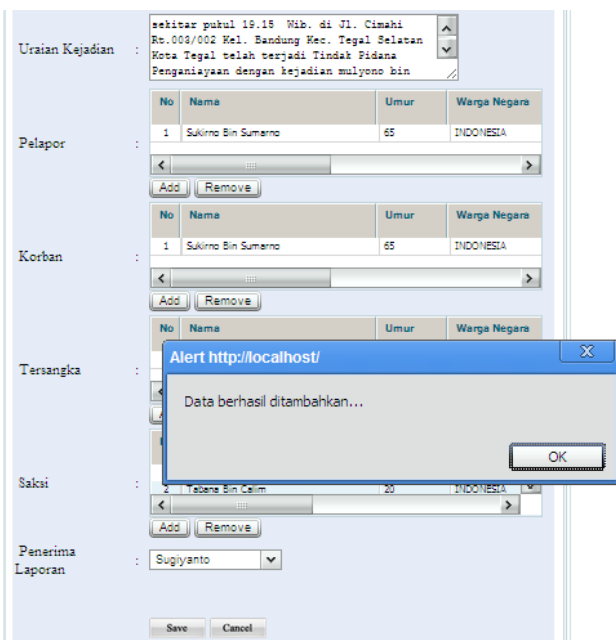 sekitar pukul 19.15 Wib. di Jl. Cimahi
Rt.003/002 Kel. Bandung Kec. Tegal Selatan
Kota Tegal telah terjadi Tindak Pidana
Penganiayaan dengan kejadian mulyono bin
Uraian Kejadian :
No Nama Umur Warga Negara
1 Sukirno Bin Sumarno 65 INDONESIA
Pelapor :
Add Remove
No Nama Umur Warga Negara
1 Sukirno Bin Sumarno 65 INDONESIA
Korban :
Add Remove
No Nama Umur Warga Negara
Tersangka :
Alert http://localhost/
Data berhasil ditambahkan...
OK
Saksi :
2 Tabana Bin Calim 20 INDONESIA
Add Remove
Penerima
Laporan : Sugiyanto
Save Cancel